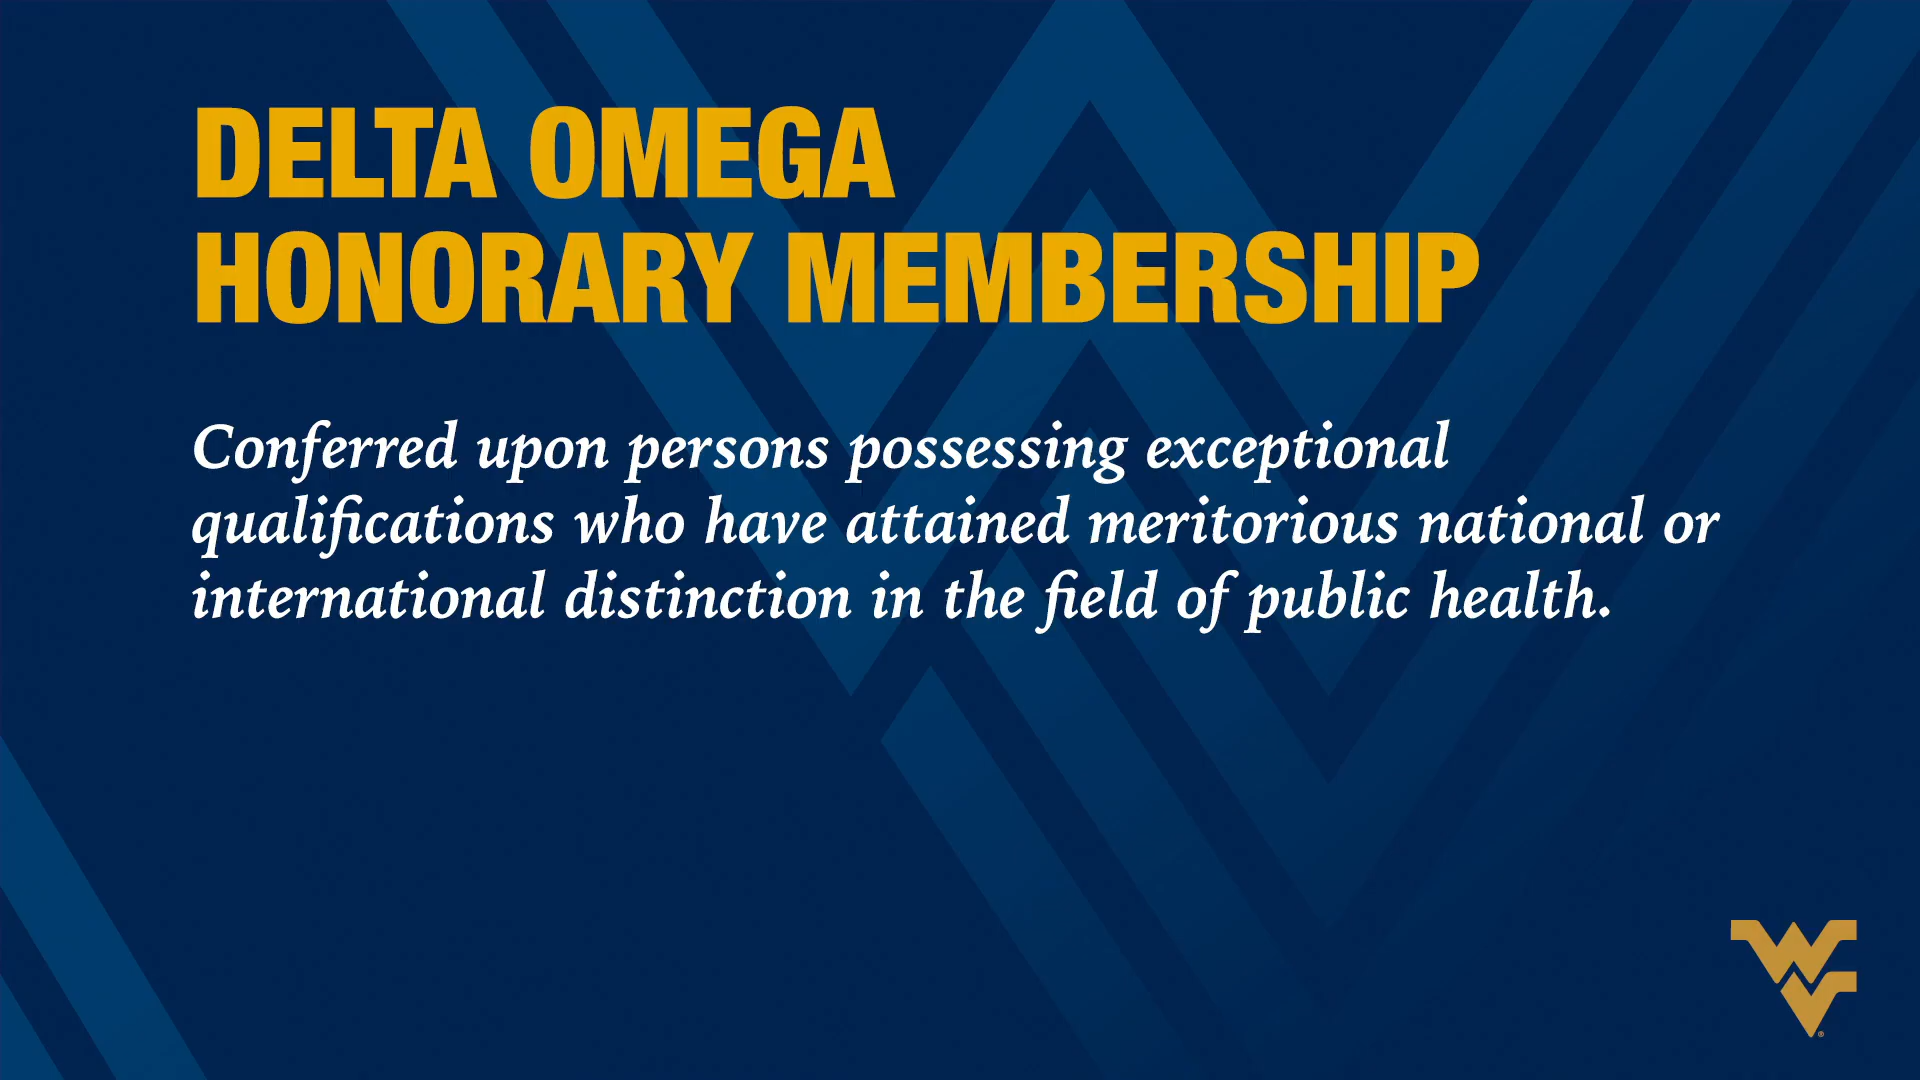 DELTA OMEGA
HONORARY MEMBERSHIP
Conferred upon persons possessing exceptional
qualifications who have attained meritorious national or
international distinction in the field of public health.
WV
®